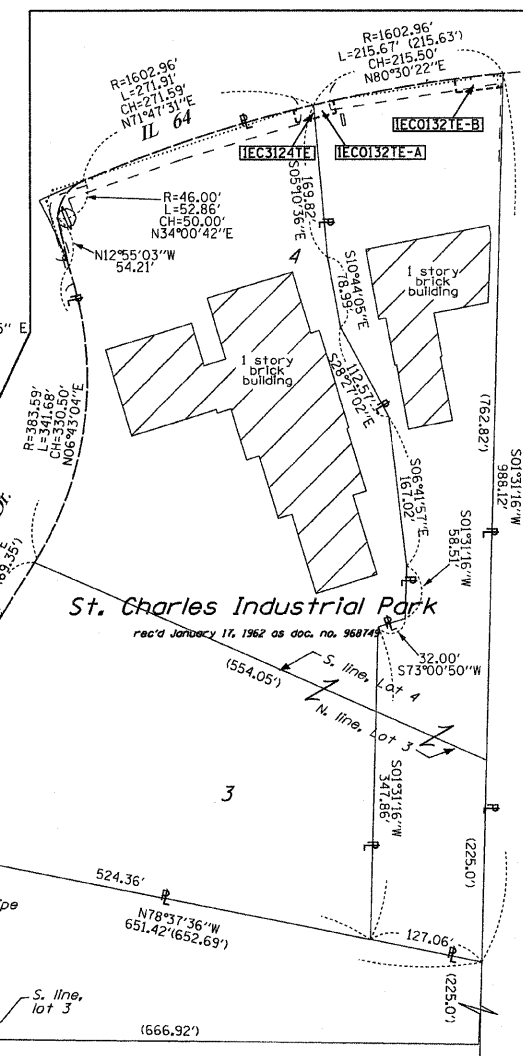 R=1602.96'
L=215.67' (215.63')
CH=215.50'
N80°30'22"E
R=1602.96'
L=271.91'
CH=271.59'
N71°47'31"E
IL 64
1EC0132TE-B
1EC3124TE
1EC0132TE-A
R=46.00'
L=52.86'
CH=50.00'
N34°00'42"E
169.82'
S05°10'36"E
N12°55'03"W
54.21'
4
S10°44'05"E
78.99'
1 story
brick
building
1 story
brick
building
" E
112.57'
S28°27'02"E
R=383.59'
L=341.68'
CH=330.50'
N06°43'04"E
(762.82')
S01°31'16"W
988.12'
S06°41'57"E
167.02'
S01°31'16"W
58.51'
Dr.
E
69.35')
St. Charles Industrial Park
rec'd January 17, 1962 as doc. no. 968749
32.00'
S73°00'50"W
(554.05')
S. line, Lot 4
N. line, Lot 3
S01°31'16"W
347.86'
3
(225.0')
524.36'
N78°37'36"W
651.42'(652.69')
pe
127.06'
(225.0')
S. line,
lot 3
(666.92')